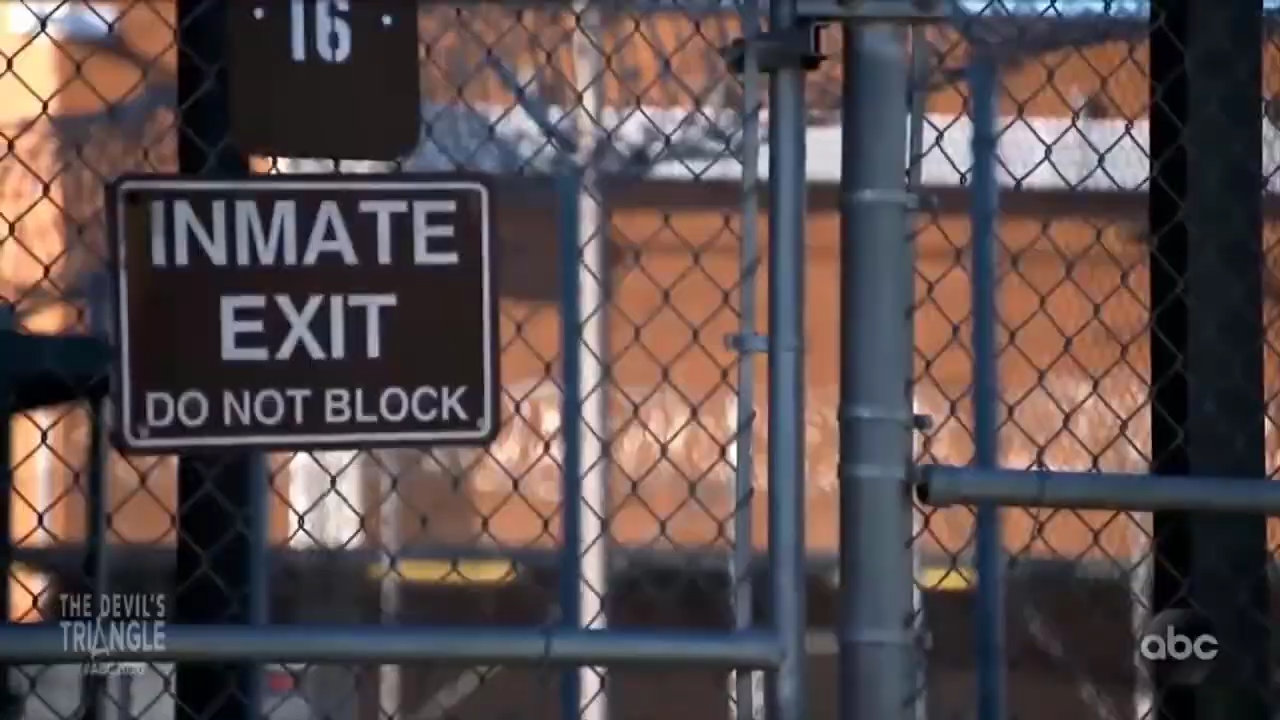 16
INMATE
EXIT
DO NOT BLOCK
THE DEVIL'S
TRIANGLE
abc